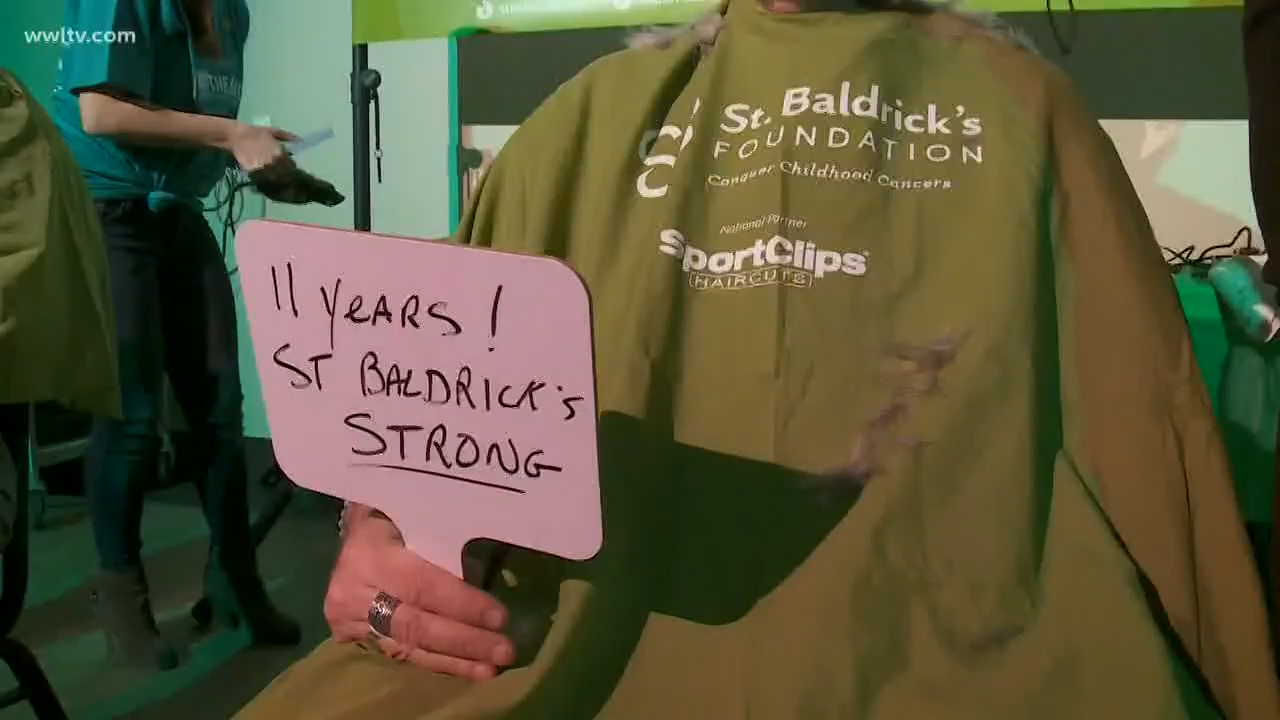 wwltv.com
St. Baldrick's
FOUNDATION
Conquer Childhood Cancers
National Partner
SportClips
HAIRCUTS
11 YeARS!
ST BALDRICK's
STRONG